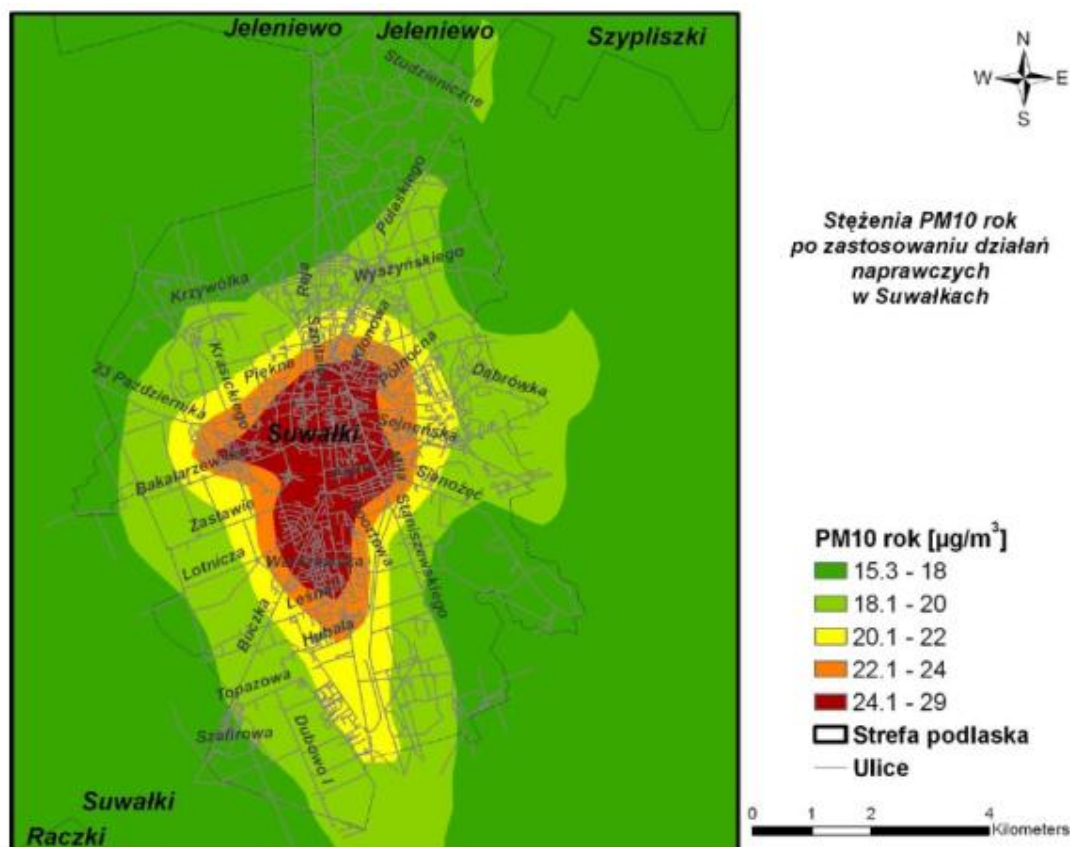 Jeleniewo
Jeleniewo
Szypliszki
Studzieniczne
Pułaskiego
Wyszyńskiego
Krzywólka
Reja
Klonowa
Krasickiego
Piękne
Północna
Dąbrówka
23 Października
Sejneńska
Suwałki
Bakałarzewska
Sianożęć
Zastawie
Staniszewskiego
Lotnicza
Leśna
Buczka
Hubala
Topazowa
Szafirowa
Dubowo I
Suwałki
Raczki
N
W E
S
Stężenia PM10 rok
po zastosowaniu działań
naprawczych
w Suwałkach
PM10 rok [µg/m³]
15.3 - 18
18.1 - 20
20.1 - 22
22.1 - 24
24.1 - 29
Strefa podlaska
Ulice
0 1 2 4
Kilometers